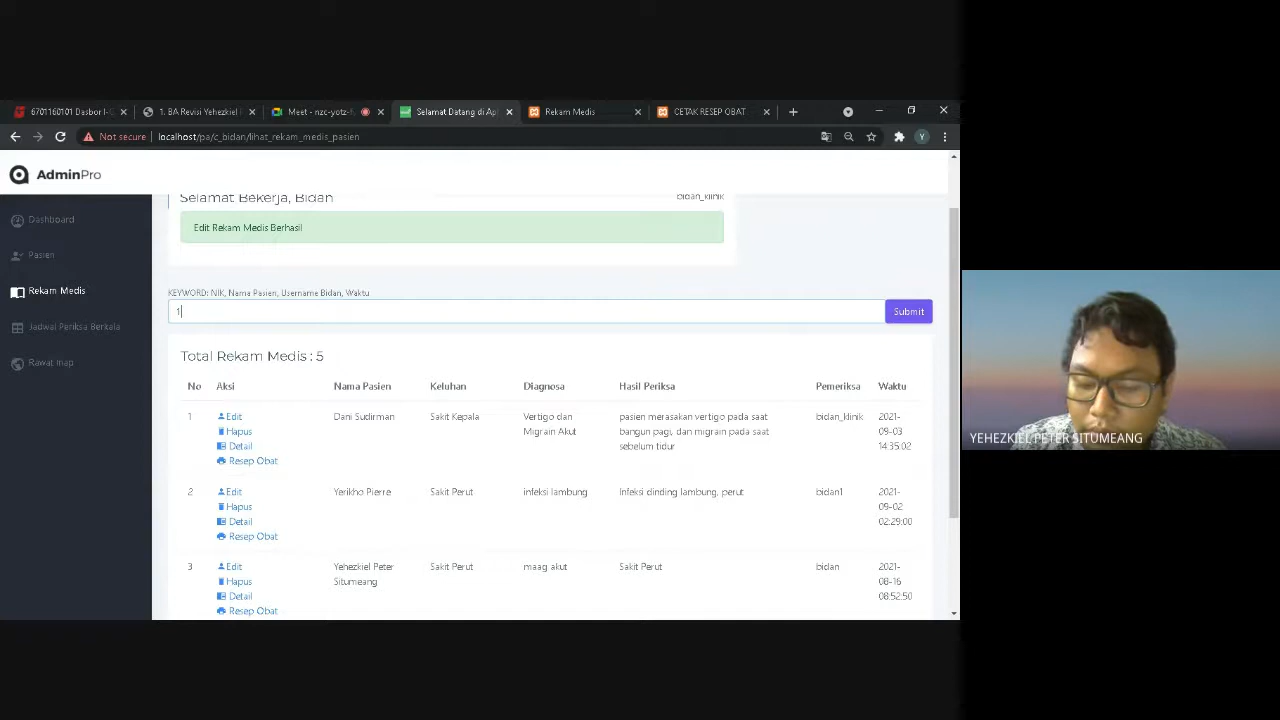 6701160101 Dasbor I-G
1. BA Revisi Yehezkiel
Meet - nzc-yotz-
Selamat Datang di Apl
Rekam Medis
CETAK RESEP OBAT
Not secure
localhost/pa/c_bidan/lihat_rekam_medis_pasien
Y
AdminPro
Dashboard
Pasien
Rekam Medis
Jadwal Periksa Berkala
Rawat Inap
Selamat Bekerja, Bidan
bidan_klinik
Edit Rekam Medis Berhasil
KEYWORD: NIK, Nama Pasien, Username Bidan, Waktu
1
Submit
Total Rekam Medis : 5
No Aksi Nama Pasien Keluhan Diagnosa Hasil Periksa Pemeriksa Waktu
1 Edit Dani Sudirman Sakit Kepala Vertigo dan pasien merasakan vertigo pada saat bidan_klinik 2021-
Hapus Migrain Akut bangun pagi, dan migrain pada saat 09-03
Detail sebelum tidur 14:35:02
Resep Obat
2 Edit Yerikho Pierre Sakit Perut infeksi lambung Infeksi dinding lambung, perut bidan1 2021-
Hapus 09-02
Detail 02:29:00
Resep Obat
3 Edit Yehezkiel Peter Sakit Perut maag akut Sakit Perut bidan 2021-
Hapus Situmeang 08-16
Detail 08:52:50
Resep Obat
YEHEZKIEL PETER SITUMEANG